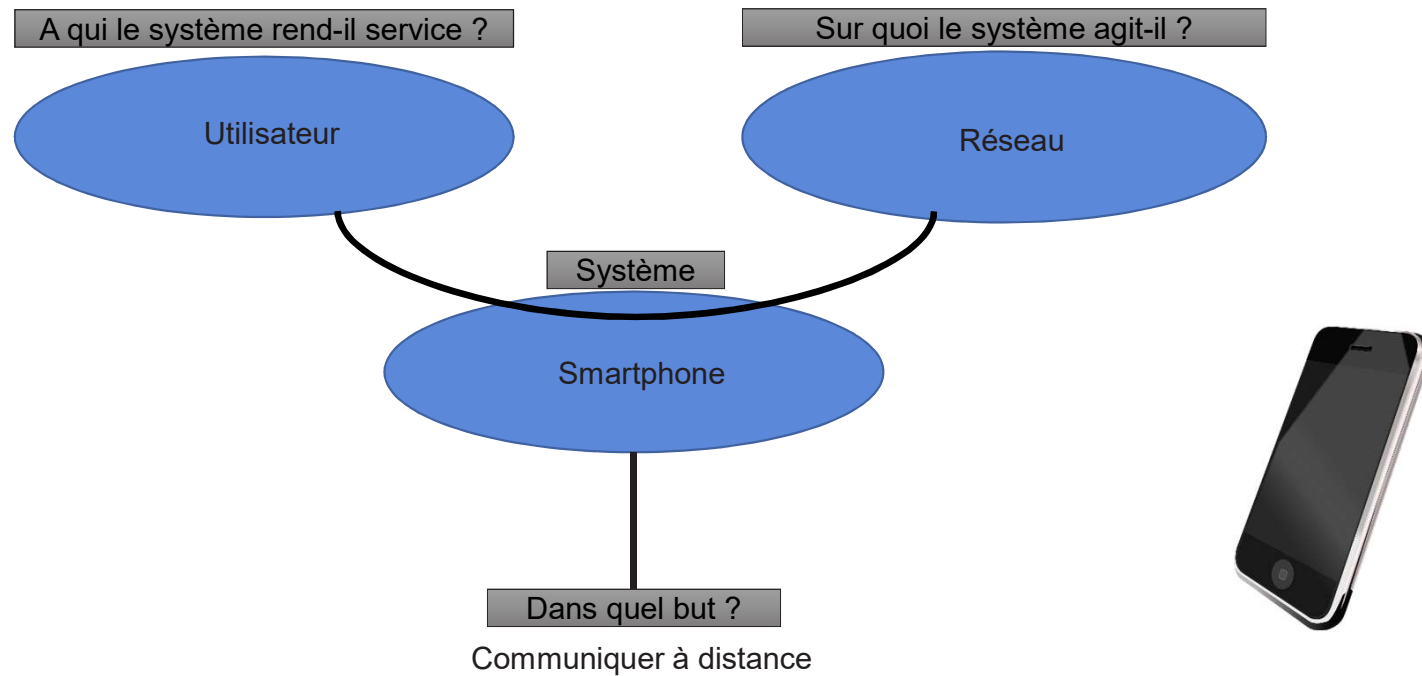 A qui le système rend-il service ?
Sur quoi le système agit-il ?
Utilisateur
Réseau
Système
Smartphone
Dans quel but ?
Communiquer à distance